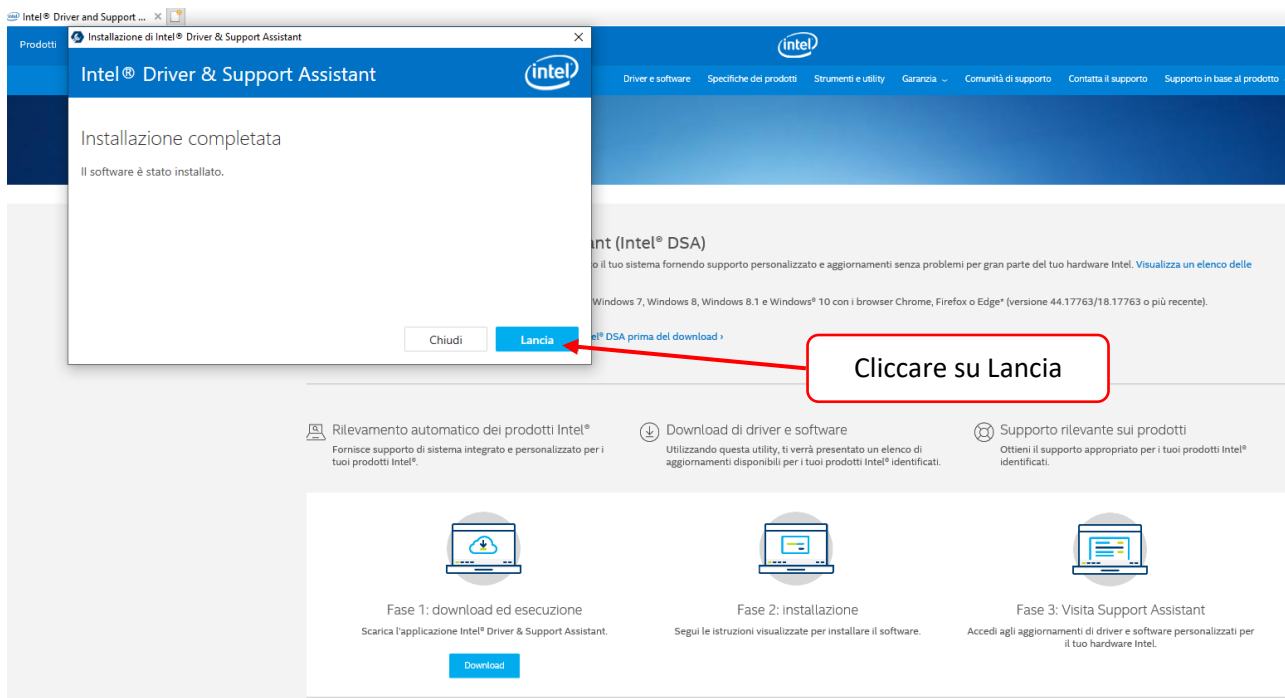 Intel® Driver and Support ...
Installazione di Intel® Driver & Support Assistant
Prodotti
Intel® Driver & Support Assistant
intel
intel
Driver e software Specifiche dei prodotti Strumenti e utility Garanzia Comunità di supporto Contatta il supporto Supporto in base al prodotto
Installazione completata
Il software è stato installato.
Chiudi Lancia
ant (Intel® DSA)
o il tuo sistema fornendo supporto personalizzato e aggiornamenti senza problemi per gran parte del tuo hardware Intel. Visualizza un elenco delle
Windows 7, Windows 8, Windows 8.1 e Windows® 10 con i browser Chrome, Firefox o Edge* (versione 44.17763/18.17763 o più recente).
el® DSA prima del download ›
Cliccare su Lancia
Rilevamento automatico dei prodotti Intel®
Fornisce supporto di sistema integrato e personalizzato per i
tuoi prodotti Intel®.
Download di driver e software
Utilizzando questa utility, ti verrà presentato un elenco di
aggiornamenti disponibili per i tuoi prodotti Intel® identificati.
Supporto rilevante sui prodotti
Ottieni il supporto appropriato per i tuoi prodotti Intel®
identificati.
Fase 1: download ed esecuzione
Scarica l'applicazione Intel® Driver & Support Assistant.
Download
Fase 2: installazione
Segui le istruzioni visualizzate per installare il software.
Fase 3: Visita Support Assistant
Accedi agli aggiornamenti di driver e software personalizzati per
il tuo hardware Intel.